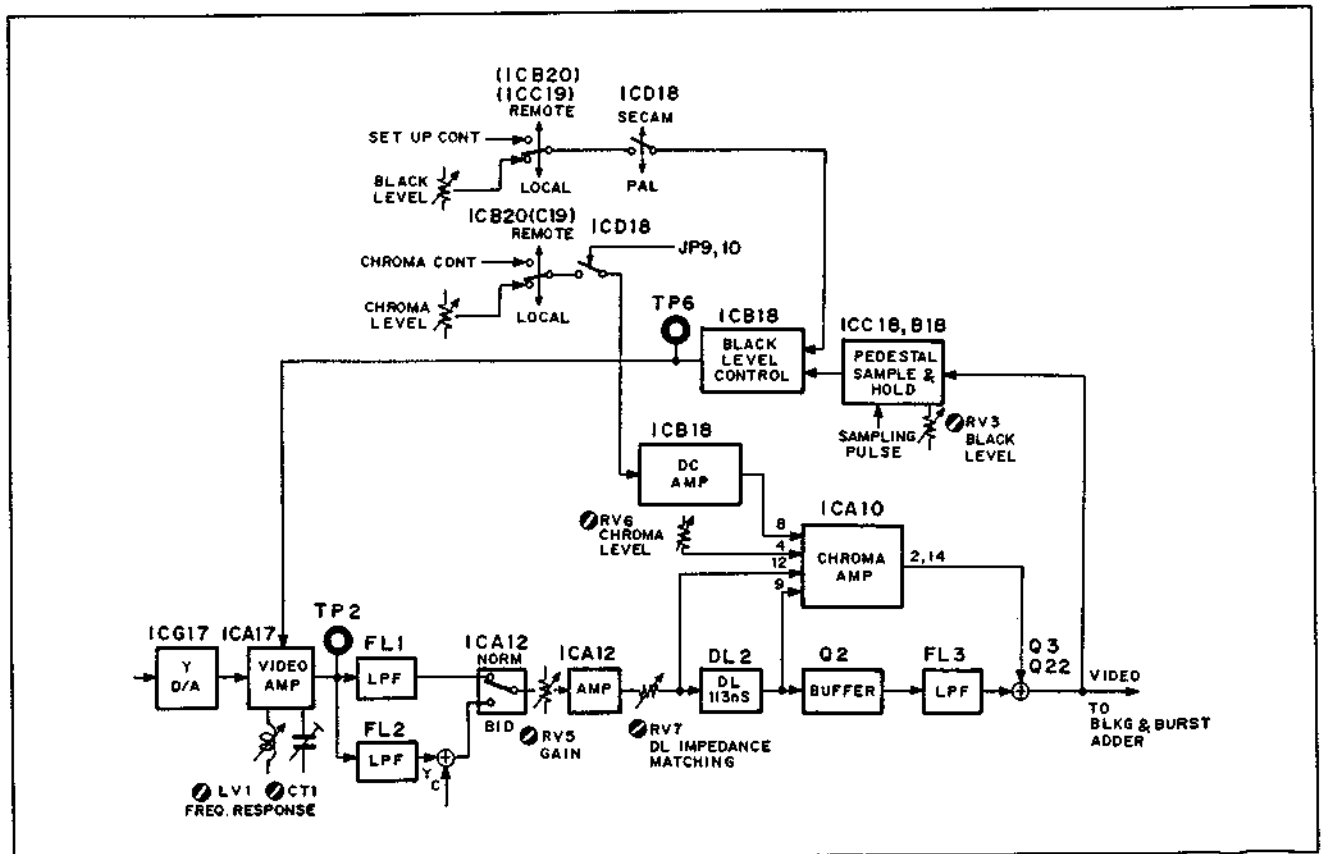 (ICB20)
(ICC19)
REMOTE
ICD18
SECAM
SET UP CONT
BLACK
LEVEL
LOCAL
PAL
ICB20(C19)
REMOTE
ICD18
JP9, 10
CHROMA CONT
CHROMA
LEVEL
LOCAL
TP6
ICB18
BLACK
LEVEL
CONTROL
ICC18, B18
PEDESTAL
SAMPLE &
HOLD
SAMPLING
PULSE
RV3
BLACK
LEVEL
ICB18
DC
AMP
RV6
CHROMA
LEVEL
8
4
12
9
ICA10
CHROMA
AMP
2,14
ICG17
Y
D/A
ICA17
VIDEO
AMP
TP2
FL1
LPF
FL2
LPF
Y
C
ICA12
NORM
BID
RV5
GAIN
ICA12
AMP
RV7
DL IMPEDANCE
MATCHING
DL2
DL
113nS
Q2
BUFFER
FL3
LPF
Q3
Q22
VIDEO
TO
BLKG & BURST
ADDER
LV1
CT1
FREQ. RESPONSE